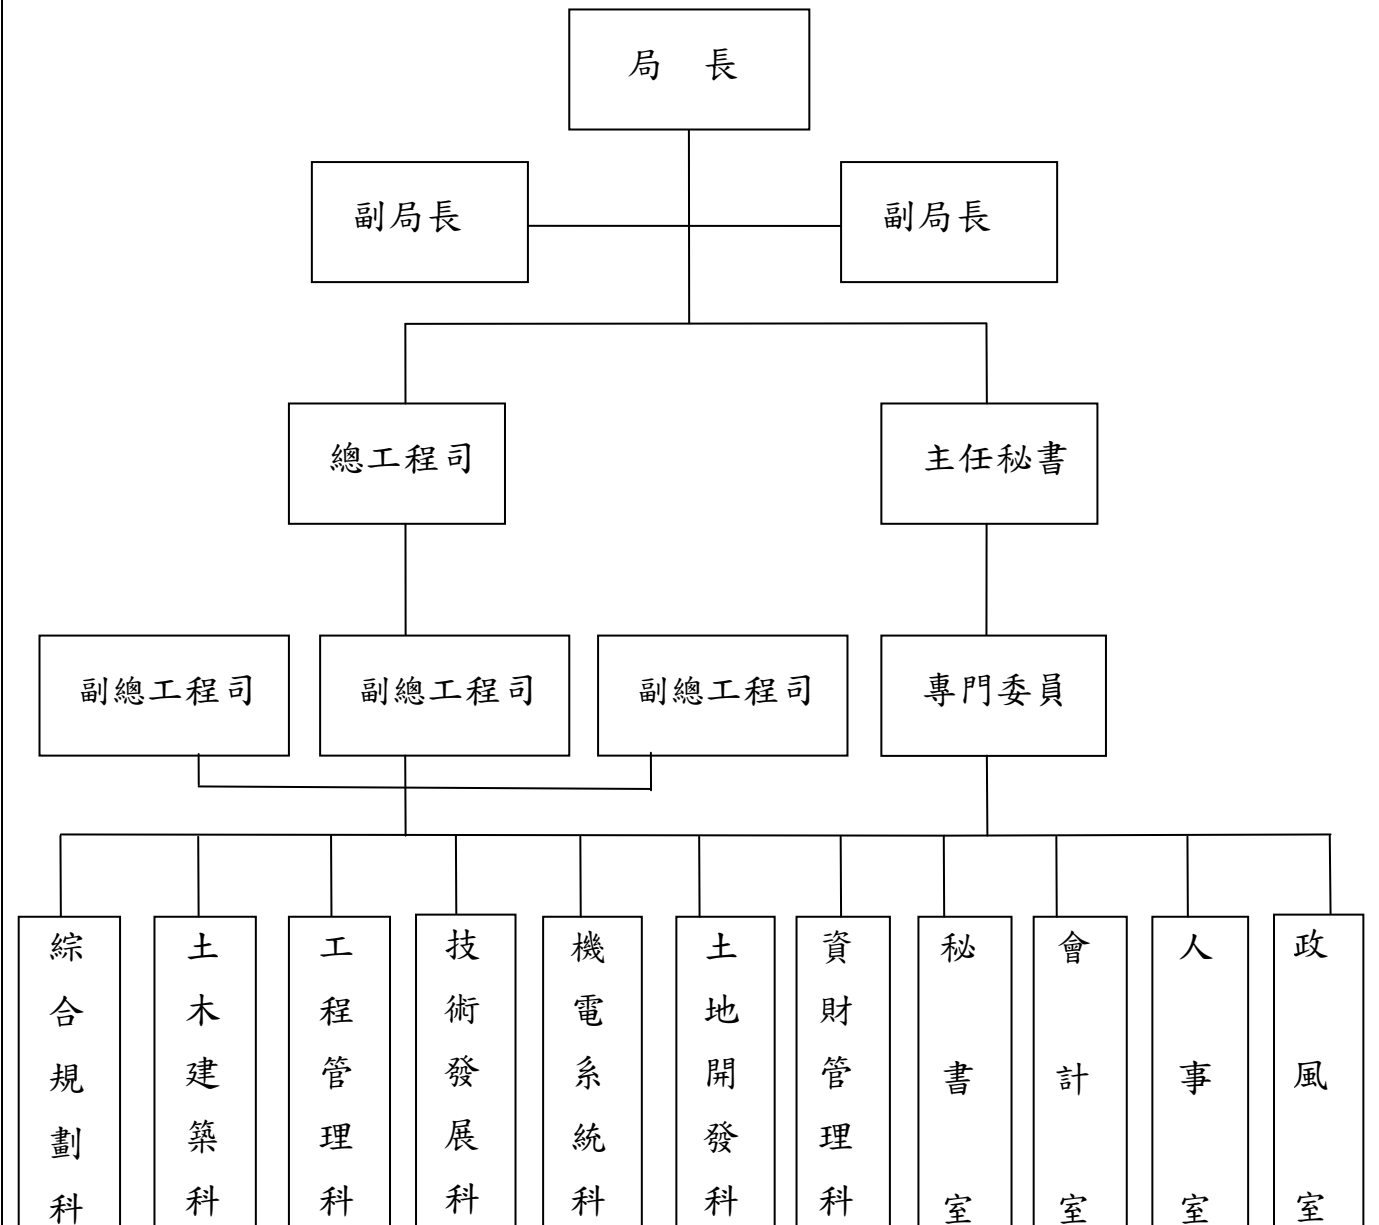 局 長
副局長
副局長
總工程司
主任秘書
副總工程司
副總工程司
副總工程司
專門委員
綜合規劃科
土木建築科
工程管理科
技術發展科
機電系統科
土地開發科
資財管理科
秘書室
會計室
人事室
政風室